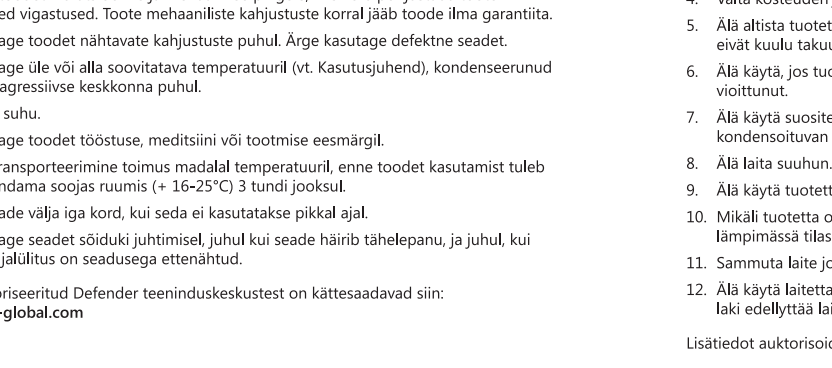 ed vigastused. Toote mehaaniliste kahjustuste korral jääb toode ilma garantiita.
age toodet nähtavate kahjustuste puhul. Ärge kasutage defektne seadet.
age üle või alla soovitatava temperatuuril (vt. Kasutusjuhend), kondenseerunud
agressiivse keskkonna puhul.
suhu.
age toodet tööstuse, meditsiini või tootmise eesmärgil.
ransporteerimine toimus madalal temperatuuril, enne toodet kasutamist tuleb
ndama soojas ruumis (+ 16-25°C) 3 tundi jooksul.
ade välja iga kord, kui seda ei kasutatakse pikkal ajal.
age seadet sõiduki juhtimisel, juhul kui seade häirib tähelepanu, ja juhul, kui
jalülitus on seadusega ettenähtud.
riseeritud Defender teeninduskeskustest on kättesaadavad siin:
-global.com
5. Älä altista tuotet
eivät kuulu takuu
6. Älä käytä, jos tuo
vioittunut.
7. Älä käytä suosite
kondensoituvan
8. Älä laita suuhun.
9. Älä käytä tuotett
10. Mikäli tuotetta o
lämpimässä tilas
11. Sammuta laite jo
12. Älä käytä laitetta
laki edellyttää lai
Lisätiedot auktorisoid